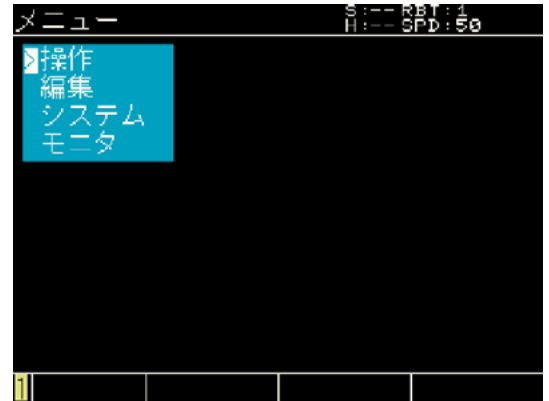 メニュー
S:-- RBT:1
H:-- SPD:50
>操作
編集
システム
モニタ
1